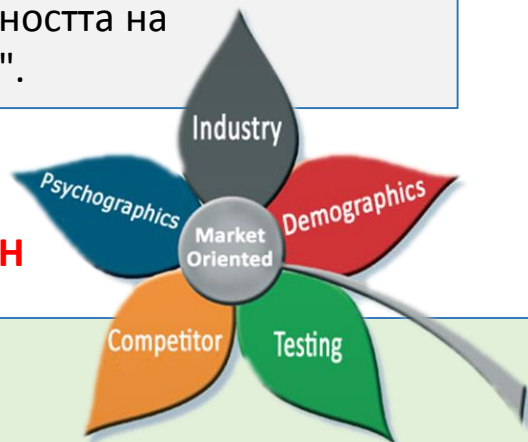 ността на
".
Industry
Psychographics
Demographics
Market
Oriented
н
Competitor
Testing